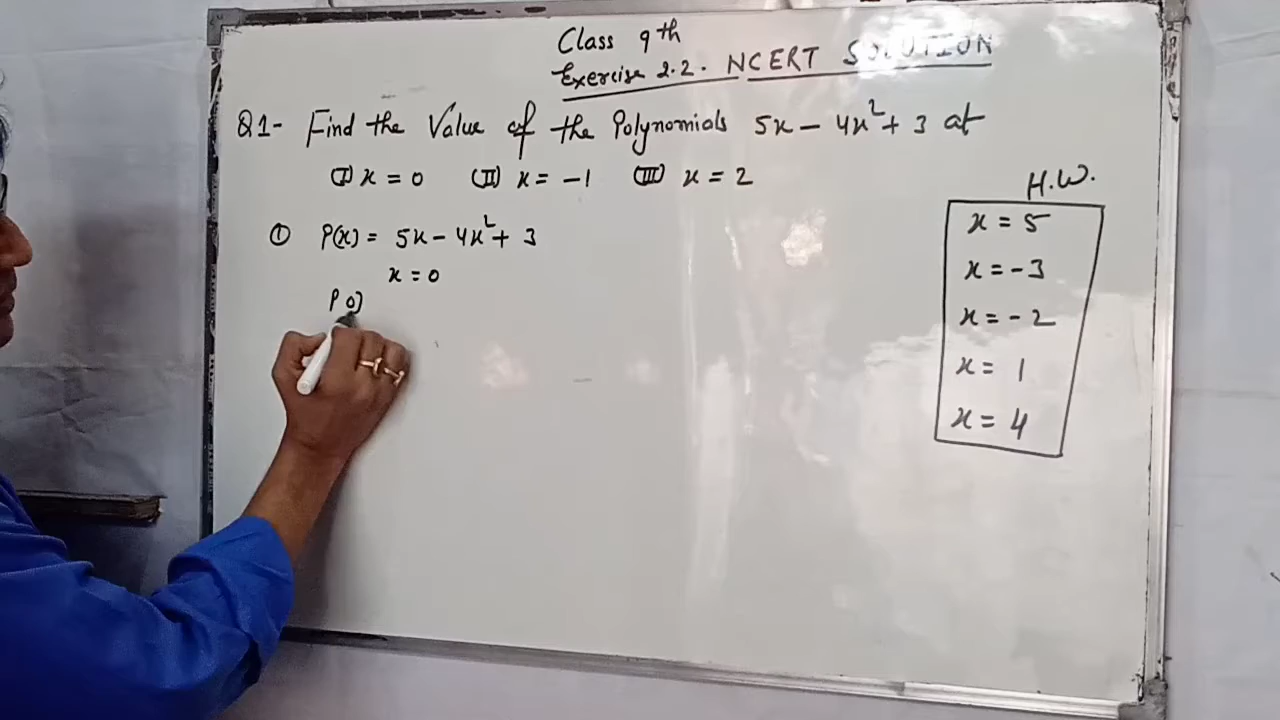 Class 9th
Exercise 2.2. NCERT SOLUTION
Q1- Find the Value of the Polynomials 5x - 4x² + 3 at
(I) x = 0 (II) x = -1 (III) x = 2
① P(x) = 5x - 4x² + 3
x = 0
P 0)
H.W.
x = 5
x = -3
x = -2
x = 1
x = 4